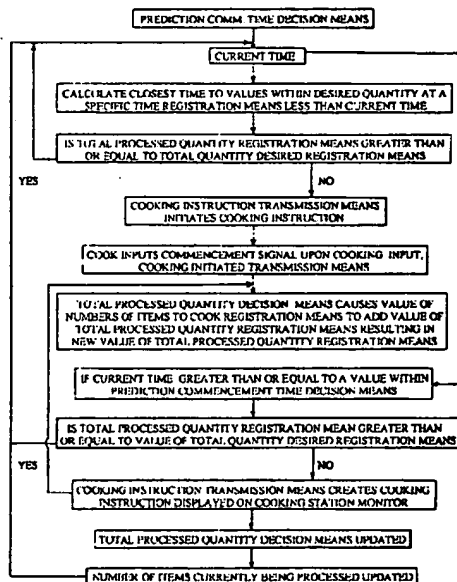 PREDICTION COMM. TIME DECISION MEANS
CURRENT TIME
CALCULATE CLOSEST TIME TO VALUES WITHIN DESIRED QUANTITY AT A
SPECIFIC TIME REGISTRATION MEANS LESS THAN CURRENT TIME.
IS TOTAL PROCESSED QUANTITY REGISTRATION MEANS GREATER THAN
OR EQUAL TO TOTAL QUANTITY DESIRED REGISTRATION MEANS
YES
NO
COOKING INSTRUCTION TRANSMISSION MEANS
INITIATES COOKING INSTRUCTION
COOK INPUTS COMMENCEMENT SIGNAL UPON COOKING INPUT,
COOKING INITIATED TRANSMISSION MEANS
TOTAL PROCESSED QUANTITY DECISION MEANS CAUSES VALUE OF
NUMBERS OF ITEMS TO COOK REGISTRATION MEANS TO ADD VALUE OF
TOTAL PROCESSED QUANTITY REGISTRATION MEANS RESULTING IN
NEW VALUE OF TOTAL PROCESSED QUANTITY REGISTRATION MEANS
IF CURRENT TIME GREATER THAN OR EQUAL TO A VALUE WITHIN
PREDICTION COMMENCEMENT TIME DECISION MEANS
IS TOTAL PROCESSED QUANTITY REGISTRATION MEAN GREATER THAN
OR EQUAL TO VALUE OF TOTAL QUANTITY DESIRED REGISTRATION MEANS
YES
NO
COOKING INSTRUCTION TRANSMISSION MEANS CREATES COOKING
INSTRUCTION DISPLAYED ON COOKING STATION MONITOR
TOTAL PROCESSED QUANTITY DECISION MEANS UPDATED
NUMBER OF ITEMS CURRENTLY BEING PROCESSED UPDATED